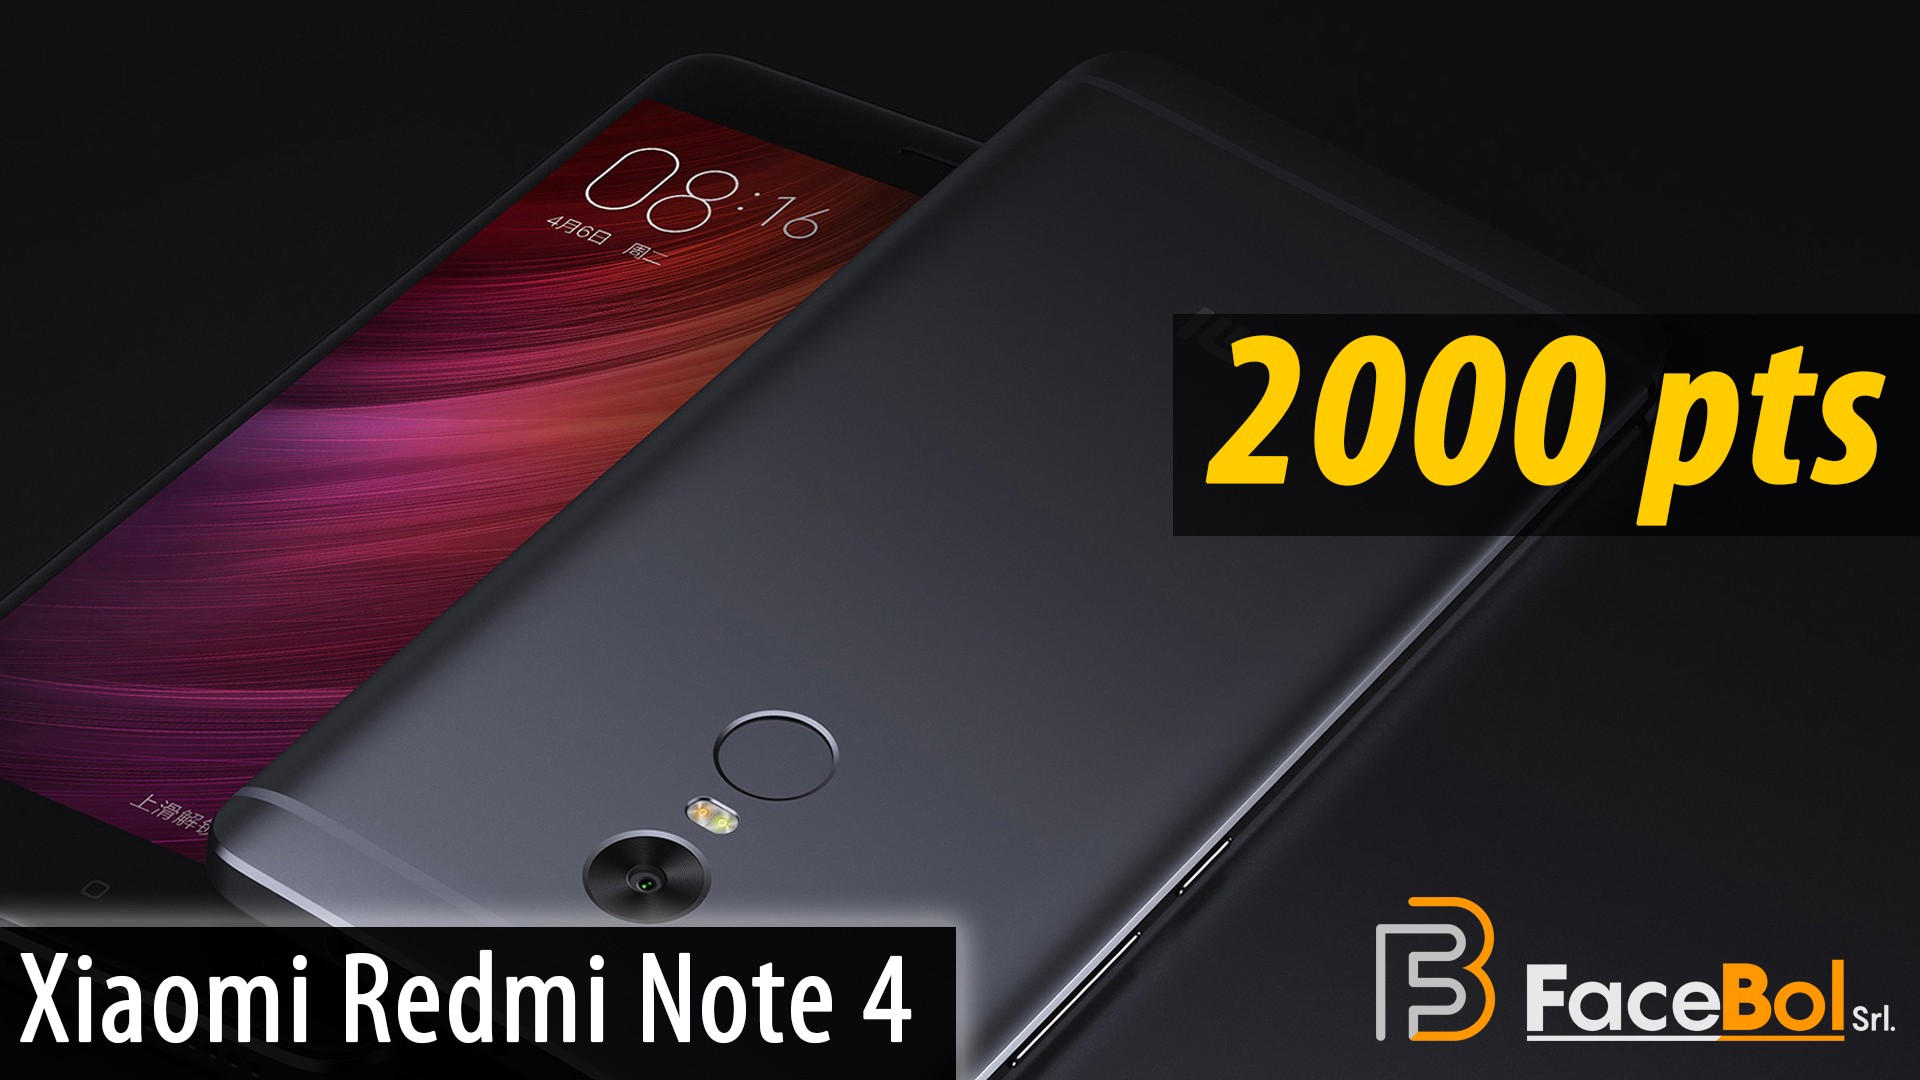 08:16
4月6日 周二
2000 pts
上滑解锁
Xiaomi Redmi Note 4
FaceBol Srl.